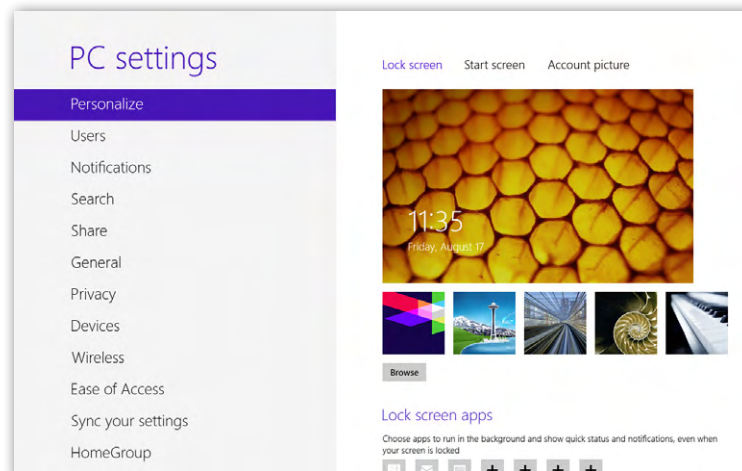 PC settings
Personalize
Users
Notifications
Search
Share
General
Privacy
Devices
Wireless
Ease of Access
Sync your settings
HomeGroup
Lock screen Start screen Account picture
11:35
Friday, August 17
Browse
Lock screen apps
Choose apps to run in the background and show quick status and notifications, even when
your screen is locked